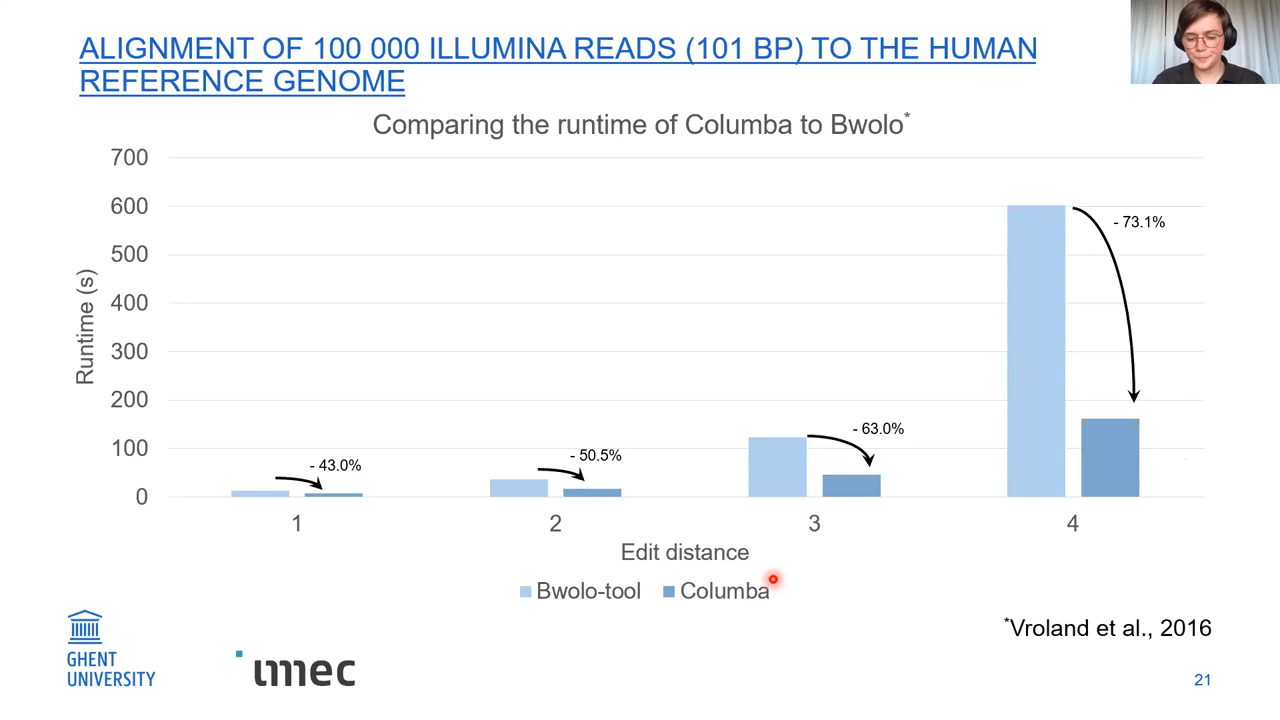 ALIGNMENT OF 100 000 ILLUMINA READS (101 BP) TO THE HUMAN
REFERENCE GENOME
Comparing the runtime of Columba to Bwolo*
700
600
500
400
300
200
100
0
Runtime (s)
- 43.0%
- 50.5%
- 63.0%
- 73.1%
1 2 3 4
Edit distance
Bwolo-tool Columba
*Vroland et al., 2016
GHENT
UNIVERSITY
imec
21